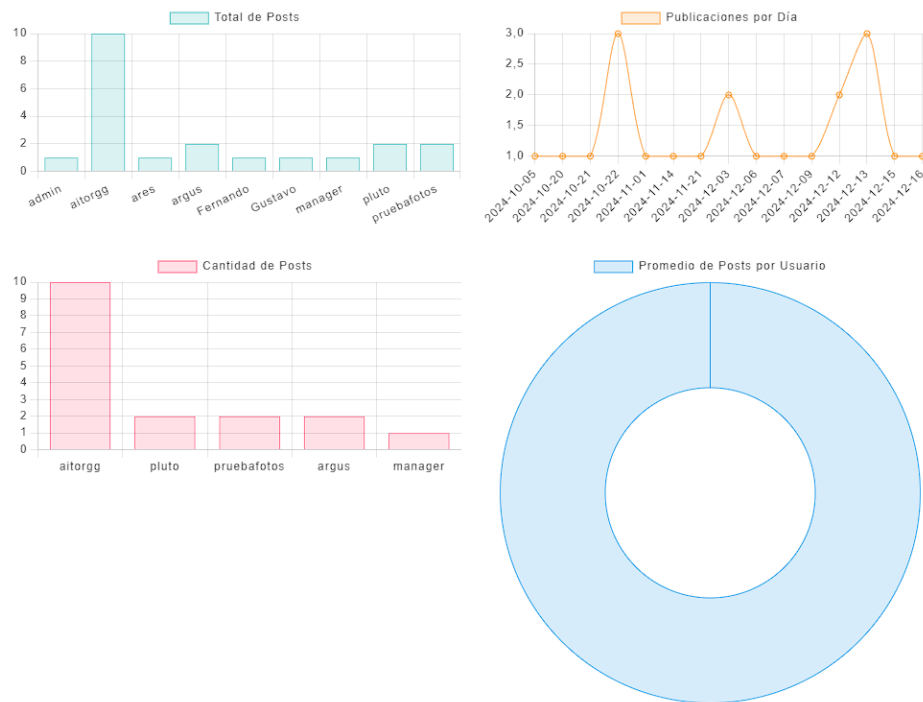 Total de Posts
10
8
6
4
2
0
admin
aitorgg
ares
argus
Fernando
Gustavo
manager
pluto
pruebafotos
Publicaciones por Día
3,0
2,5
2,0
1,5
1,0
2024-10-05
2024-10-20
2024-10-21
2024-10-22
2024-11-01
2024-11-14
2024-11-21
2024-12-03
2024-12-06
2024-12-07
2024-12-09
2024-12-12
2024-12-13
2024-12-15
2024-12-16
Cantidad de Posts
10
9
8
7
6
5
4
3
2
1
0
aitorgg
pluto
pruebafotos
argus
manager
Promedio de Posts por Usuario